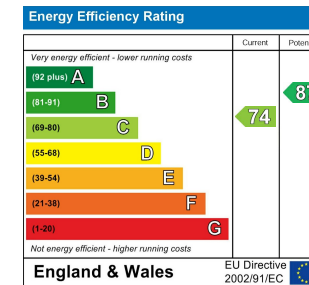 Energy Efficiency Rating
Current
Very energy efficient - lower running costs
(92 plus) A
(81-91) B
(69-80) C
74
(55-68) D
(39-54) E
(21-38) F
(1-20) G
Not energy efficient - higher running costs
England & Wales
EU Directive
2002/91/EC